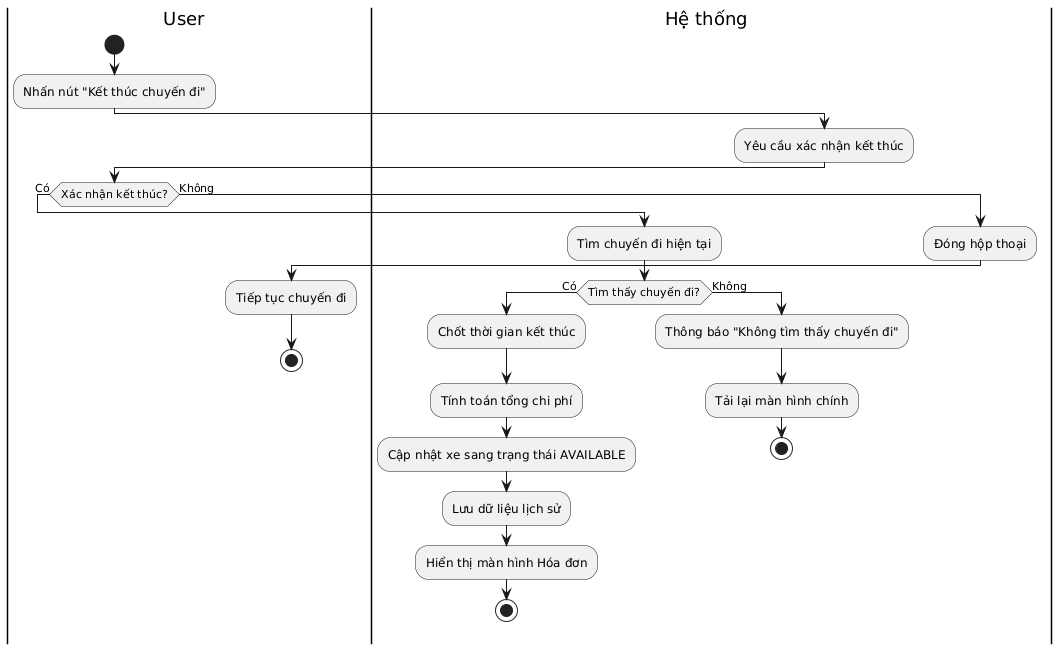 User
Hệ thống
Nhấn nút "Kết thúc chuyến đi"
Yêu cầu xác nhận kết thúc
Có
Xác nhận kết thúc?
Không
Tìm chuyến đi hiện tại
Đóng hộp thoại
Tiếp tục chuyến đi
Có
Tìm thấy chuyến đi?
Không
Chốt thời gian kết thúc
Thông báo "Không tìm thấy chuyến đi"
Tính toán tổng chi phí
Tải lại màn hình chính
Cập nhật xe sang trạng thái AVAILABLE
Lưu dữ liệu lịch sử
Hiển thị màn hình Hóa đơn